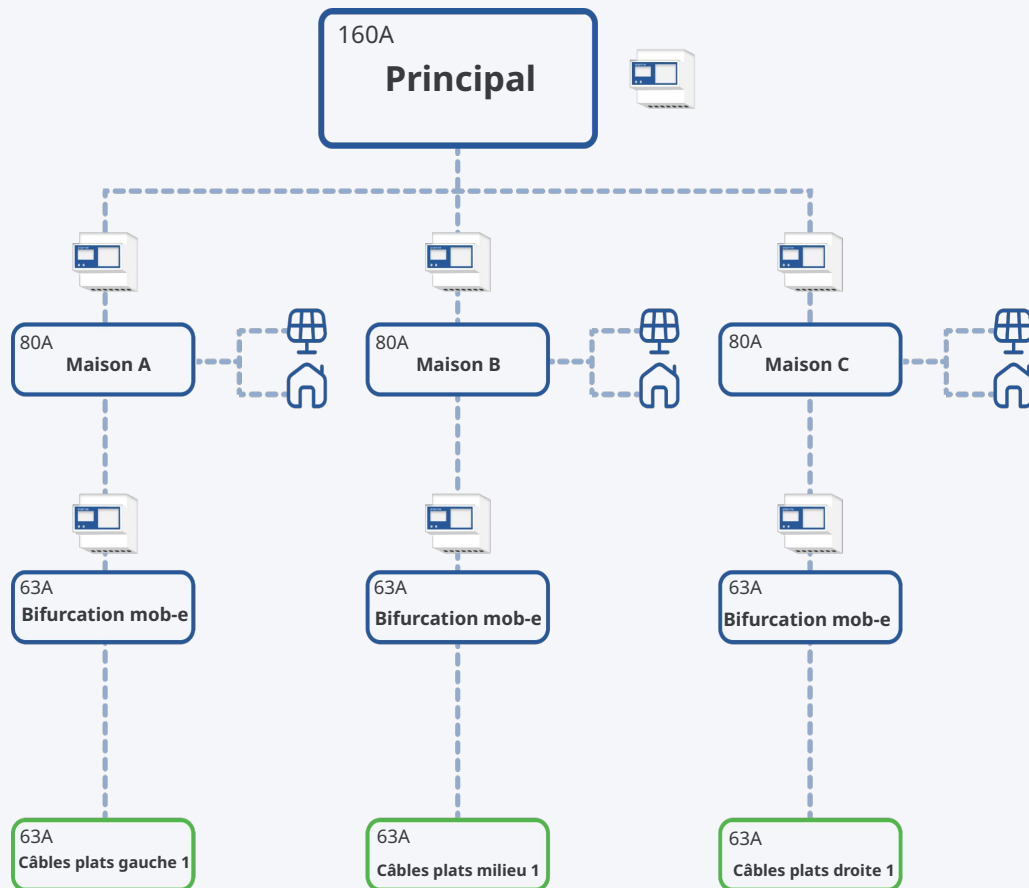 160A
Principal
80A
Maison A
80A
Maison B
80A
Maison C
63A
Bifurcation mob-e
63A
Bifurcation mob-e
63A
Bifurcation mob-e
63A
Câbles plats gauche 1
63A
Câbles plats milieu 1
63A
Câbles plats droite 1